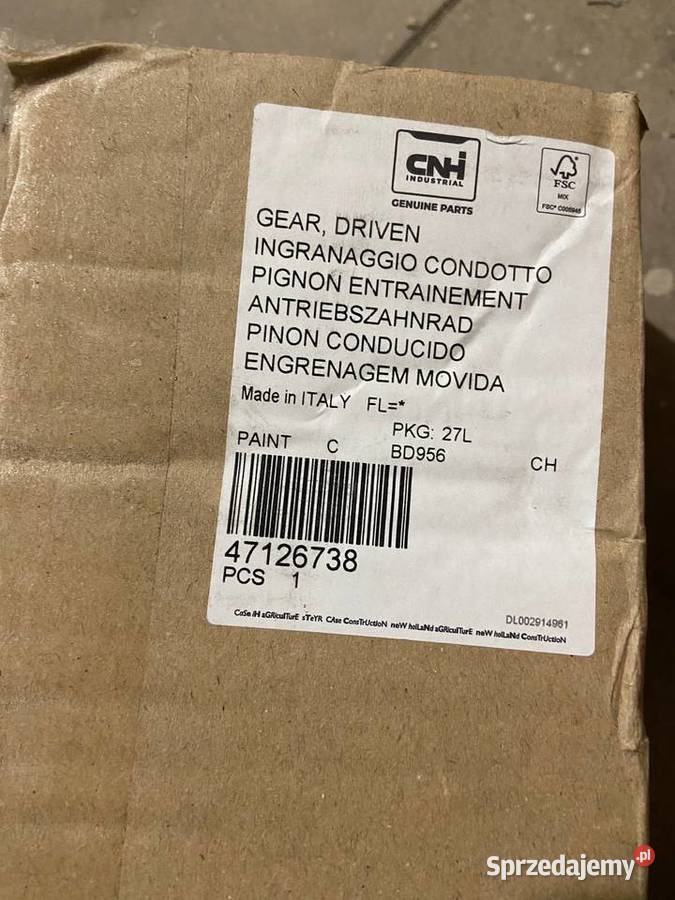 CNH
INDUSTRIAL
GENUINE PARTS
FSC
MIX
FSC® C006948
GEAR, DRIVEN
INGRANAGGIO CONDOTTO
PIGNON ENTRAINEMENT
ANTRIEBSZAHNRAD
PINON CONDUCIDO
ENGRENAGEM MOVIDA
Made in ITALY FL=*
PKG: 27L
PAINT C BD956 CH
47126738
PCS 1
DL002914961
CaSe iH aGRicuLTurE sTeYR CAse ConsTrUctioN neW hoLLaNd aGRicuLTurE neW hoLLaNd ConsTrUctioN
Sprzedajemy.pl